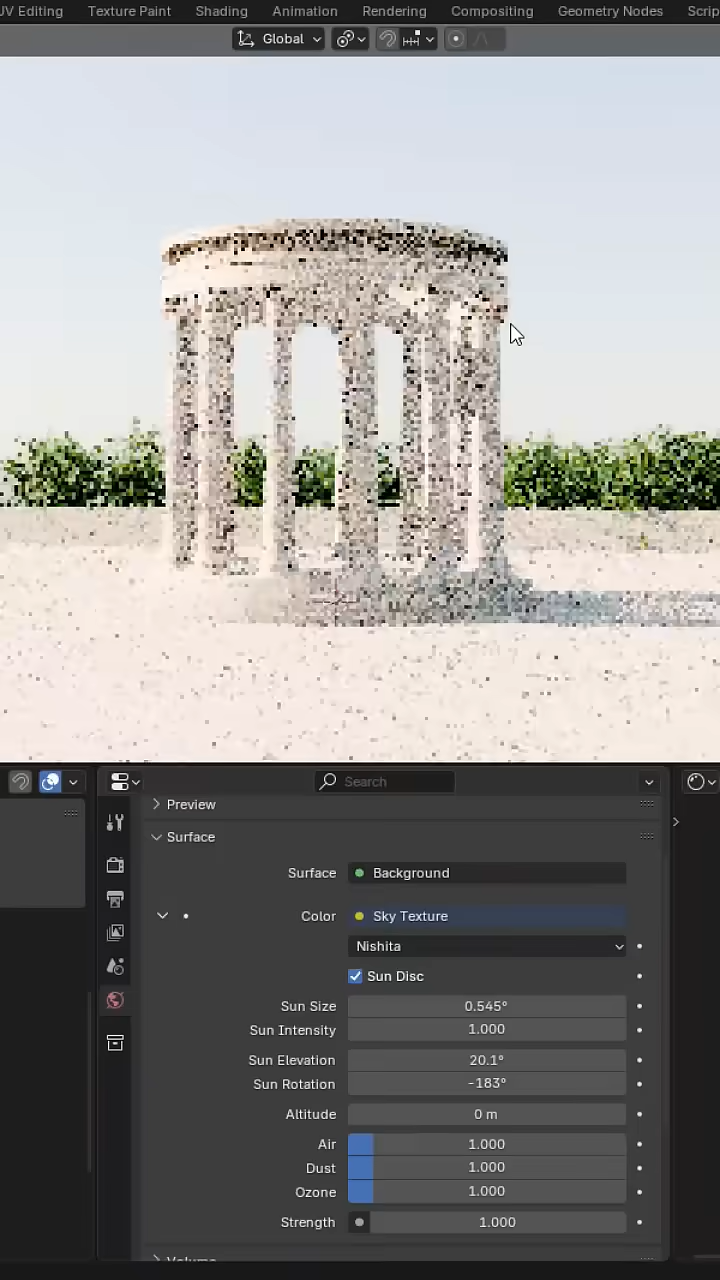 UV Editing Texture Paint Shading Animation Rendering Compositing Geometry Nodes Scrip
Global
Search
Preview
Surface
Surface Background
Color Sky Texture
Nishita
Sun Disc
Sun Size 0.545°
Sun Intensity 1.000
Sun Elevation 20.1°
Sun Rotation -183°
Altitude 0 m
Air 1.000
Dust 1.000
Ozone 1.000
Strength 1.000
Volume